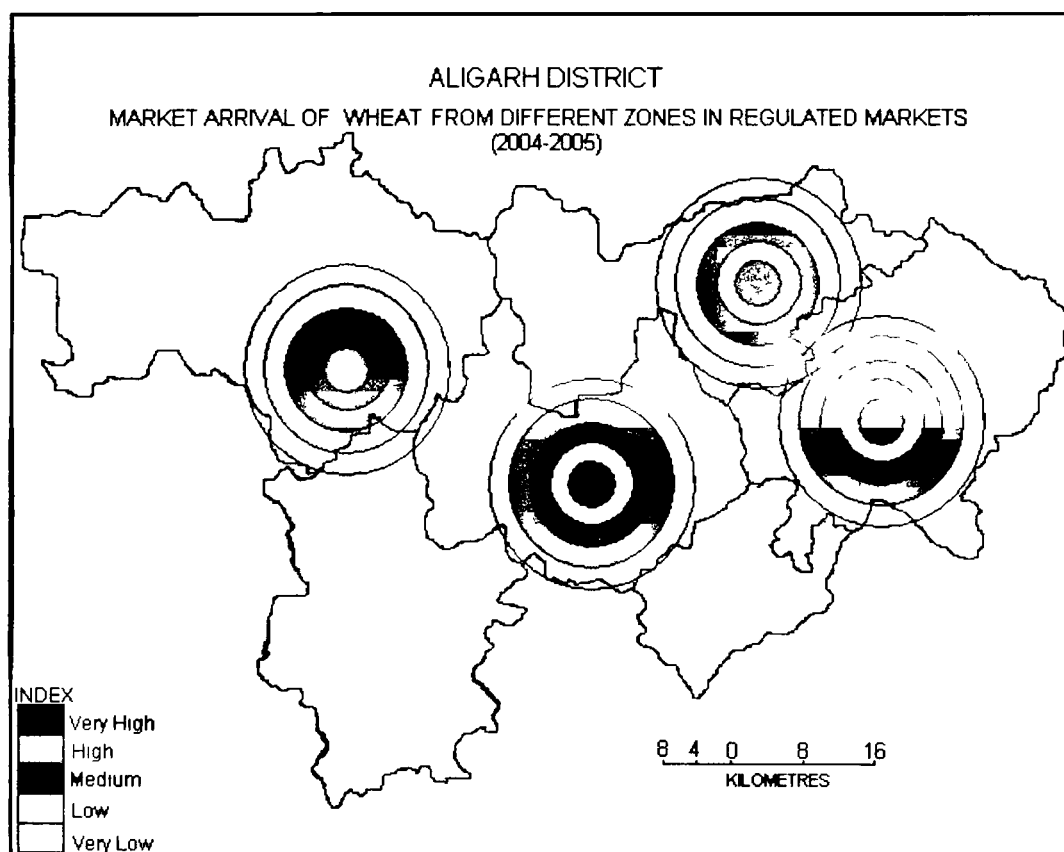 ALIGARH DISTRICT
MARKET ARRIVAL OF WHEAT FROM DIFFERENT ZONES IN REGULATED MARKETS
(2004-2005)
INDEX
Very High
High
Medium
Low
Very Low
8 4 0 8 16
KILOMETRES